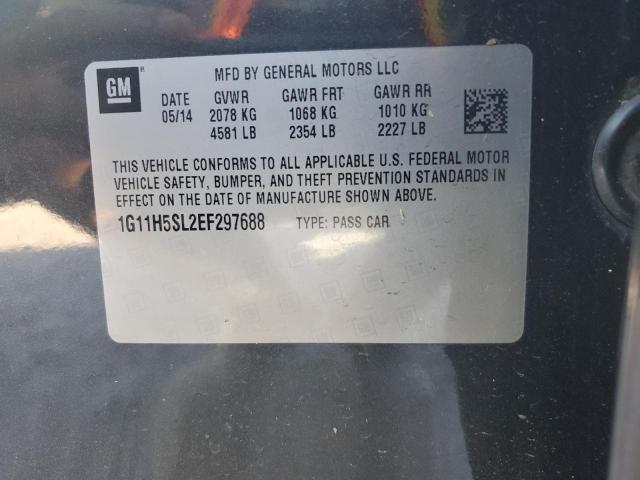 GM ® MFD BY GENERAL MOTORS LLC
DATE GVWR GAWR FRT GAWR RR
05/14 2078 KG 1068 KG 1010 KG
4581 LB 2354 LB 2227 LB
THIS VEHICLE CONFORMS TO ALL APPLICABLE U.S. FEDERAL MOTOR
VEHICLE SAFETY, BUMPER, AND THEFT PREVENTION STANDARDS IN
EFFECT ON THE DATE OF MANUFACTURE SHOWN ABOVE.
1G11H5SL2EF297688 TYPE: PASS CAR